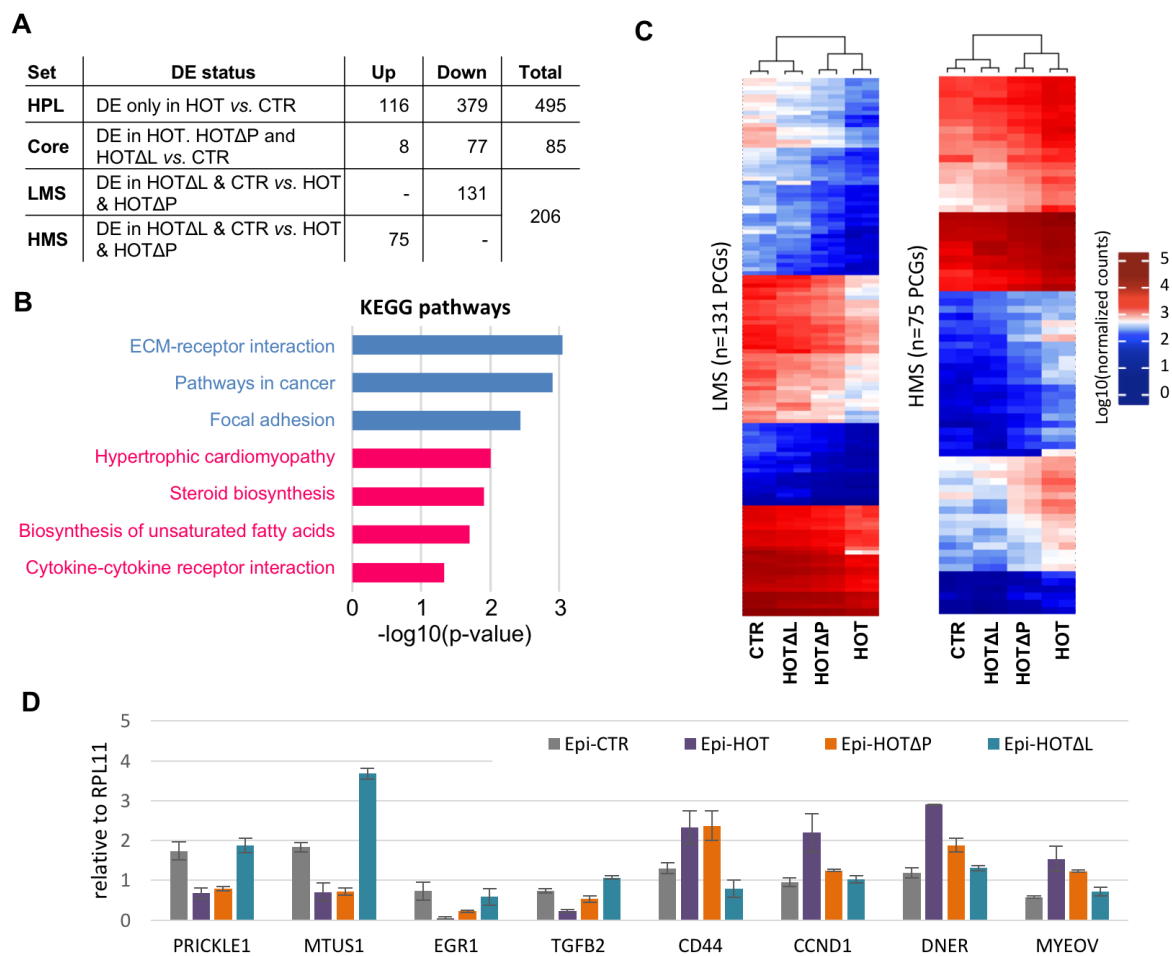 A
Set DE status Up Down Total
HPL DE only in HOT vs. CTR 116 379 495
Core DE in HOT. HOTΔP and HOTΔL vs. CTR 8 77 85
LMS DE in HOTΔL & CTR vs. HOT & HOTΔP - 131
206
HMS DE in HOTΔL & CTR vs. HOT & HOTΔP 75 -
B
KEGG pathways
ECM-receptor interaction
Pathways in cancer
Focal adhesion
Hypertrophic cardiomyopathy
Steroid biosynthesis
Biosynthesis of unsaturated fatty acids
Cytokine-cytokine receptor interaction
0 1 2 3
-log10(p-value)
C
LMS (n=131 PCGs)
CTR HOTΔL HOTΔP HOT
HMS (n=75 PCGs)
CTR HOTΔL HOTΔP HOT
Log10(normalized counts)
5
4
3
2
1
0
D
relative to RPL11
5
4
3
2
1
0
Epi-CTR Epi-HOT Epi-HOTΔP Epi-HOTΔL
PRICKLE1 MTUS1 EGR1 TGFB2 CD44 CCND1 DNER MYEOV